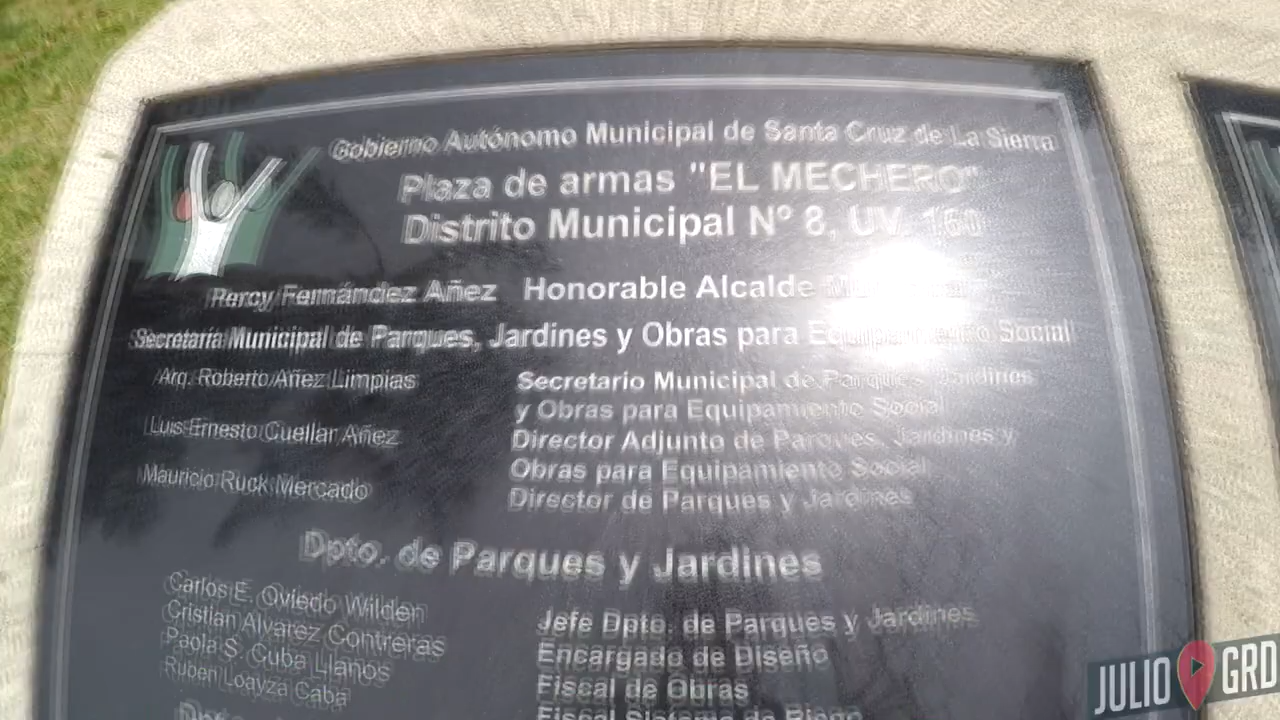 Gobierno Autónomo Municipal de Santa Cruz de La Sierra
Plaza de armas "EL MECHERO"
Distrito Municipal Nº 8, UV. 160
Percy Fernández Añez Honorable Alcalde
Secretaría Municipal de Parques, Jardines y Obras para Equipamiento Social
Arq. Roberto Añez Limpias Secretario Municipal de Parques, Jardines
y Obras para Equipamiento Social
Luis Ernesto Cuellar Añez Director Adjunto de Parques, Jardines y
Obras para Equipamiento Social
Mauricio Ruck Mercado Director de Parques y Jardines
Dpto. de Parques y Jardines
Carlos E. Oviedo Wilden Jefe Dpto. de Parques y Jardines
Cristian Alvarez Contreras Encargado de Diseño
Paola S. Cuba Llanos Fiscal de Obras
Ruben Loayza Caba Fiscal Sistema de Riego
Dpto.
JULIO GRD